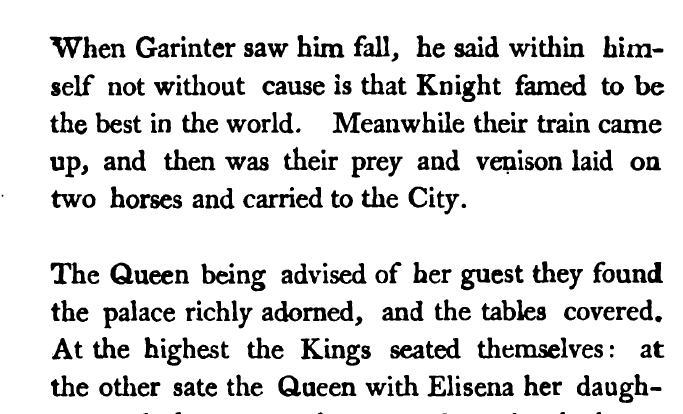 When Garinter saw him fall, he said within him-
self not without cause is that Knight famed to be
the best in the world. Meanwhile their train came
up, and then was their prey and venison laid on
two horses and carried to the City.
The Queen being advised of her guest they found
the palace richly adorned, and the tables covered.
At the highest the Kings seated themselves: at
the other sate the Queen with Elisena her daugh-